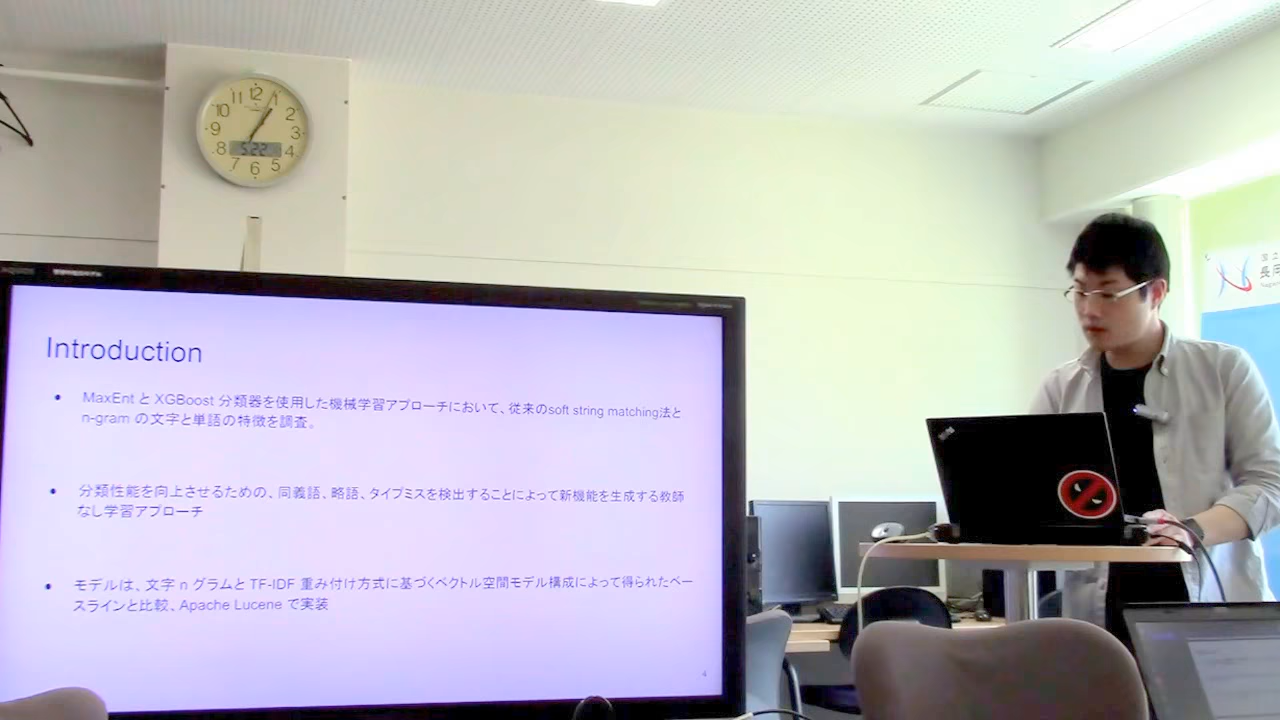 12
1
2
3
4
5
6
7
8
9
10
11
5.22
Introduction
• MaxEnt と XGBoost 分類器を使用した機械学習アプローチにおいて、従来のsoft string matching法と
n-gram の文字と単語の特徴を調査。
• 分類性能を向上させるための、同義語、略語、タイプミスを検出することによって新機能を生成する教師
なし学習アプローチ
• モデルは、文字 n グラムと TF-IDF 重み付け方式に基づくベクトル空間モデル構成によって得られたベー
スラインと比較、Apache Lucene で実装
4
国立
長岡